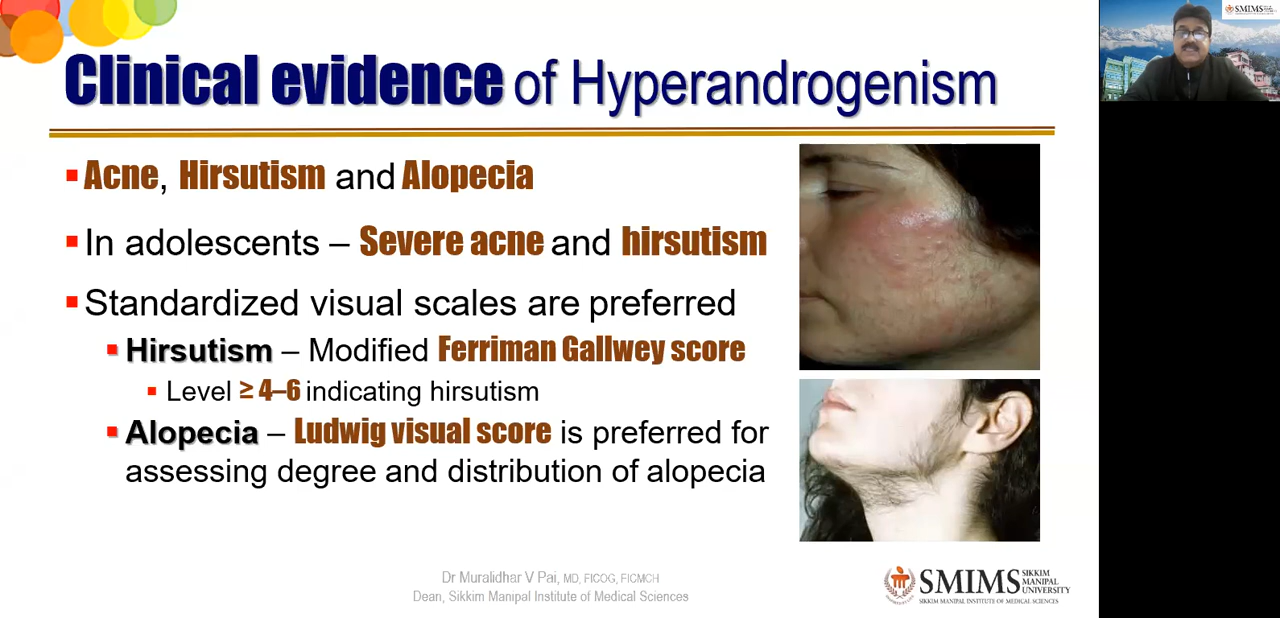 Clinical evidence of Hyperandrogenism
Acne, Hirsutism and Alopecia
In adolescents – Severe acne and hirsutism
Standardized visual scales are preferred
Hirsutism – Modified Ferriman Gallwey score
Level ≥ 4–6 indicating hirsutism
Alopecia – Ludwig visual score is preferred for
assessing degree and distribution of alopecia
Dr Muralidhar V Pai, MD, FICOG, FICMCH
Dean, Sikkim Manipal Institute of Medical Sciences
SMIMS
SIKKIM
MANIPAL
UNIVERSITY
SIKKIM MANIPAL INSTITUTE OF MEDICAL SCIENCES
SMIMS